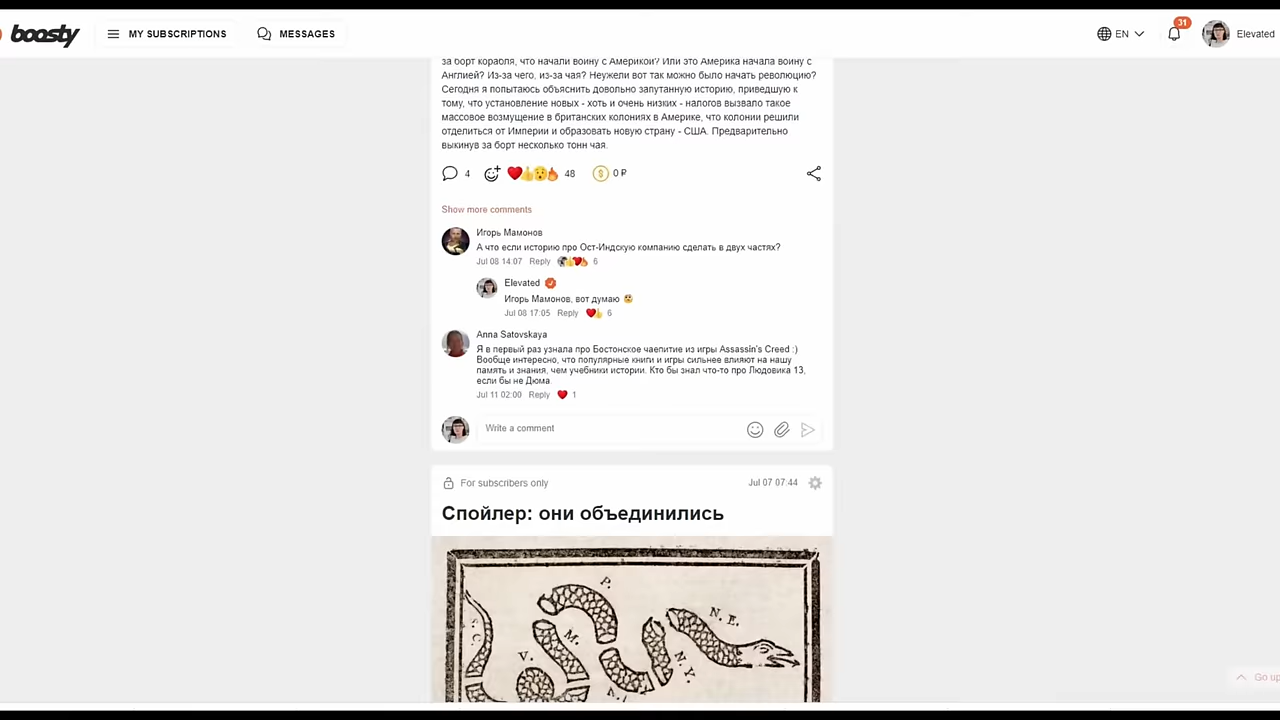 boosty
MY SUBSCRIPTIONS
MESSAGES
EN
31
Elevated
за борт корабля, что начали войну с Америкой? Или это Америка начала войну с
Англией? Из-за чего, из-за чая? Неужели вот так можно было начать революцию?
Сегодня я попытаюсь объяснить довольно запутанную историю, приведшую к
тому, что установление новых - хоть и очень низких - налогов вызвало такое
массовое возмущение в британских колониях в Америке, что колонии решили
отделиться от Империи и образовать новую страну - США. Предварительно
выкинув за борт несколько тонн чая.
4
48
0 ₽
Show more comments
Игорь Мамонов
А что если историю про Ост-Индскую компанию сделать в двух частях?
Jul 08 14:07 Reply 6
Elevated
Игорь Мамонов, вот думаю
Jul 08 17:05 Reply 6
Anna Satovskaya
Я в первый раз узнала про Бостонское чаепитие из игры Assassin's Creed :)
Вообще интересно, что популярные книги и игры сильнее влияют на нашу
память и знания, чем учебники истории. Кто бы знал что-то про Людовика 13,
если бы не Дюма.
Jul 11 02:00 Reply 1
Write a comment
For subscribers only
Jul 07 07:44
Спойлер: они объединились
P.
N.E.
S.C.
M.
V.
N.Y.
Go up